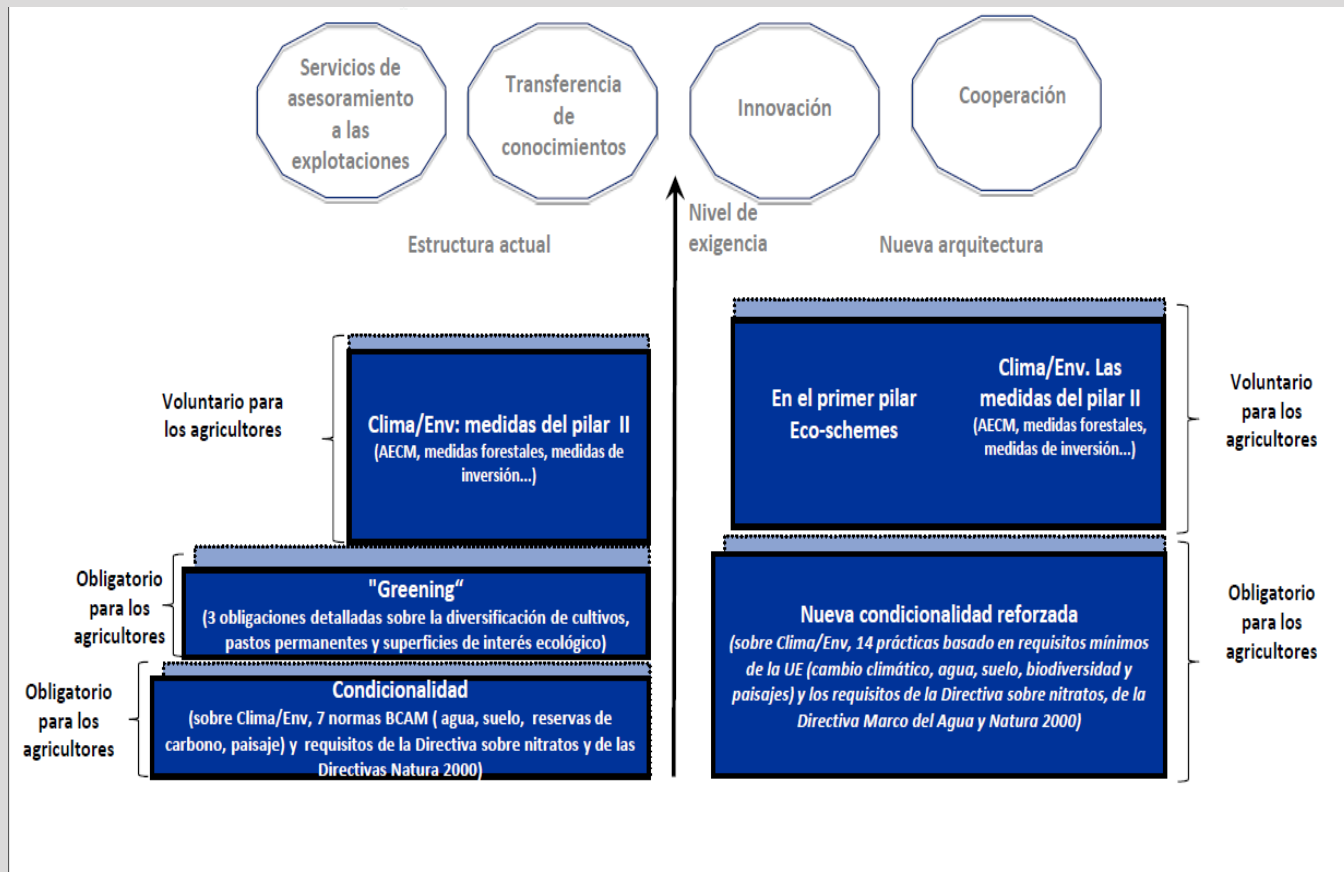 Servicios de
asesoramiento
a las
explotaciones
Transferencia
de
conocimientos
Innovación
Cooperación
Nivel de
exigencia
Estructura actual
Nueva arquitectura
Voluntario para
los agricultores
Clima/Env: medidas del pilar II
(AECM, medidas forestales, medidas de
inversión...)
Obligatorio
para los
agricultores
"Greening“
(3 obligaciones detalladas sobre la diversificación de cultivos,
pastos permanentes y superficies de interés ecológico)
Obligatorio
para los
agricultores
Condicionalidad
(sobre Clima/Env, 7 normas BCAM ( agua, suelo, reservas de
carbono, paisaje) y requisitos de la Directiva sobre nitratos y de las
Directivas Natura 2000)
En el primer pilar
Eco-schemes
Clima/Env. Las
medidas del pilar II
(AECM, medidas forestales,
medidas de inversión...)
Voluntario
para los
agricultores
Nueva condicionalidad reforzada
(sobre Clima/Env, 14 prácticas basado en requisitos mínimos
de la UE (cambio climático, agua, suelo, biodiversidad y
paisajes) y los requisitos de la Directiva sobre nitratos, de la
Directiva Marco del Agua y Natura 2000)
Obligatorio
para los
agricultores